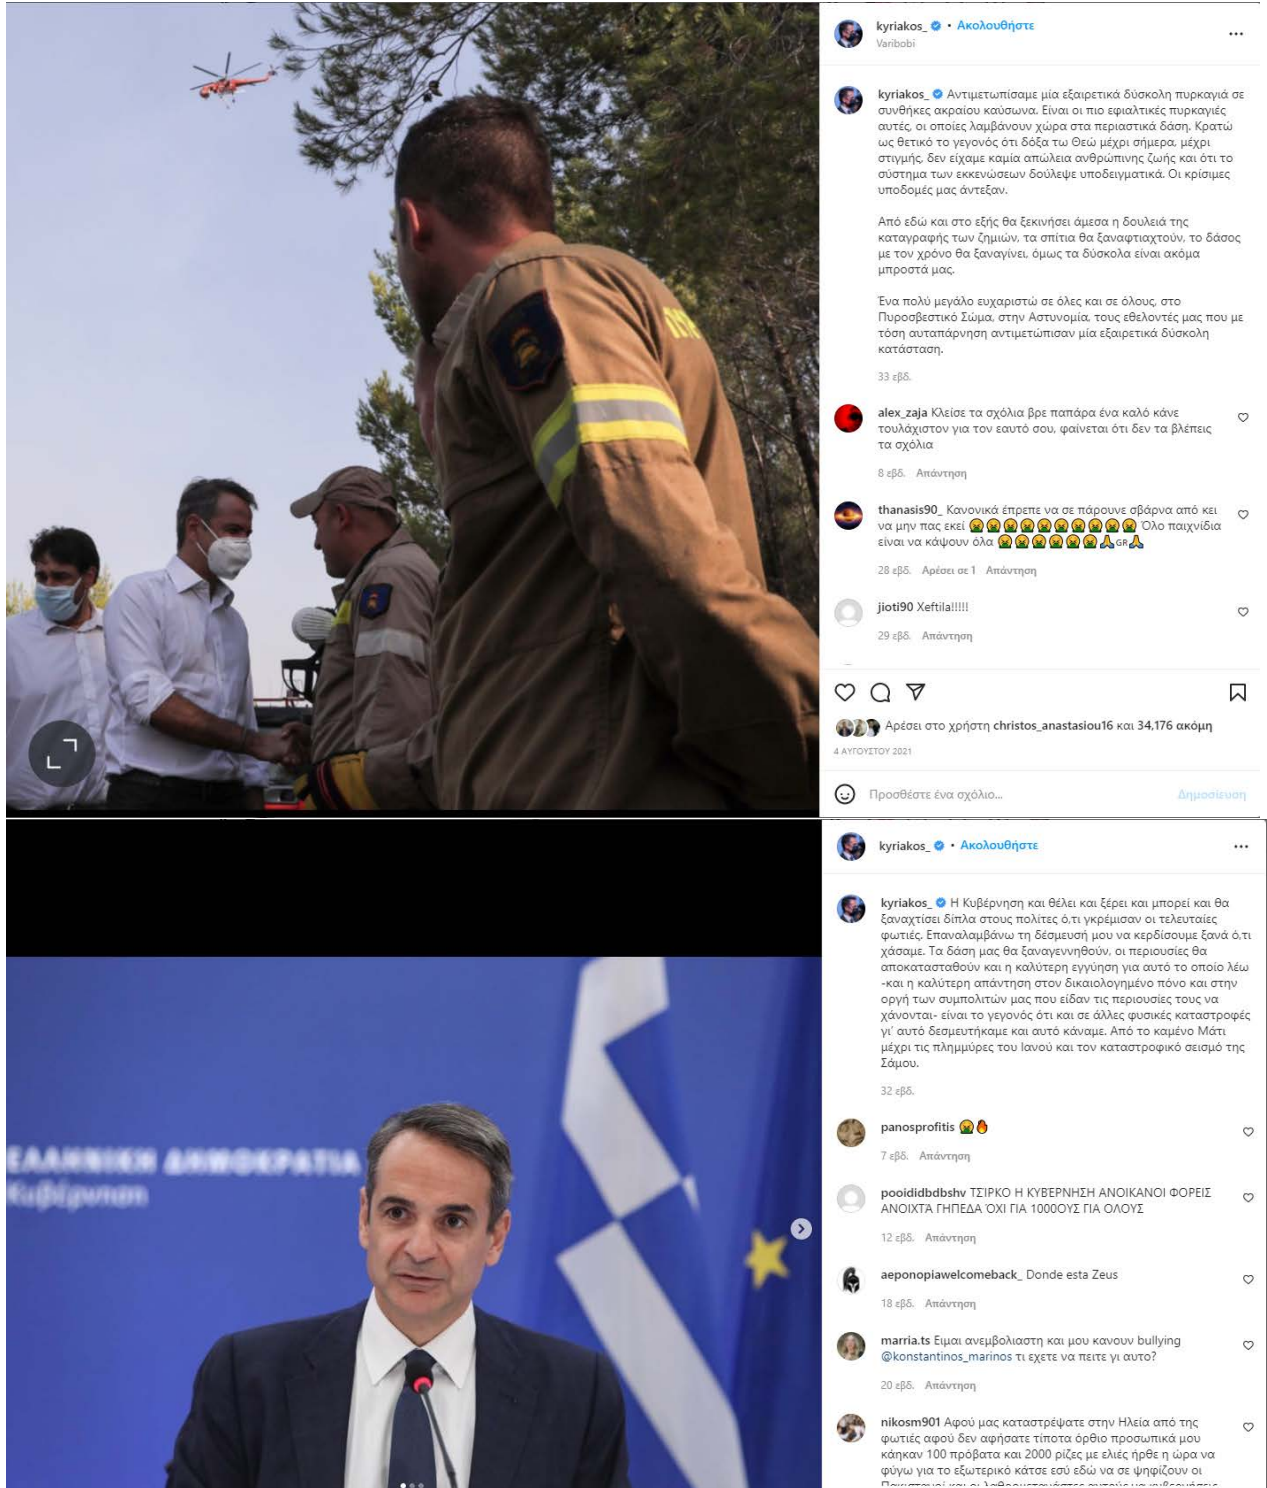 kyriakos_ • Ακολουθήστε
Varibobi
kyriakos_ Αντιμετωπίσαμε μία εξαιρετικά δύσκολη πυρκαγιά σε
συνθήκες ακραίου καύσωνα. Είναι οι πιο εφιαλτικές πυρκαγιές
αυτές, οι οποίες λαμβάνουν χώρα στα περιαστικά δάση. Κρατώ
ως θετικό το γεγονός ότι δόξα τω Θεώ μέχρι σήμερα, μέχρι
στιγμής, δεν είχαμε καμία απώλεια ανθρώπινης ζωής και ότι το
σύστημα των εκκενώσεων δούλεψε υποδειγματικά. Οι κρίσιμες
υποδομές μας άντεξαν.
Από εδώ και στο εξής θα ξεκινήσει άμεσα η δουλειά της
καταγραφής των ζημιών, τα σπίτια θα ξαναφτιαχτούν, το δάσος
με τον χρόνο θα ξαναγίνει, όμως τα δύσκολα είναι ακόμα
μπροστά μας.
Ένα πολύ μεγάλο ευχαριστώ σε όλες και σε όλους, στο
Πυροσβεστικό Σώμα, στην Αστυνομία, τους εθελοντές μας που με
τόση αυταπάρνηση αντιμετώπισαν μία εξαιρετικά δύσκολη
κατάσταση.
33 εβδ.
alex_zaja Κλείσε τα σχόλια βρε παπάρα ένα καλό κάνε
τουλάχιστον για τον εαυτό σου, φαίνεται ότι δεν τα βλέπεις
τα σχόλια
8 εβδ. Απάντηση
thanasis90_ Κανονικά έπρεπε να σε πάρουνε σβάρνα από κει
να μην πας εκεί 🤮🤮🤮🤮🤮🤮🤮🤮🤮🤮 Όλο παιχνίδια
είναι να κάψουν όλα 🤮🤮🤮🤮🤮🤮🙏GR🙏
28 εβδ. Αρέσει σε 1 Απάντηση
jioti90 Xeftila!!!!!
29 εβδ. Απάντηση
Αρέσει στο χρήστη christos_anastasiou16 και 34,176 ακόμη
4 ΑΥΓΟΥΣΤΟΥ 2021
Προσθέστε ένα σχόλιο... Δημοσίευση
ΕΛΛΗΝΙΚΗ ΔΗΜΟΚΡΑΤΙΑ
Κυβέρνηση
kyriakos_ • Ακολουθήστε
kyriakos_ Η Κυβέρνηση και θέλει και ξέρει και μπορεί και θα
ξαναχτίσει δίπλα στους πολίτες ό,τι γκρέμισαν οι τελευταίες
φωτιές. Επαναλαμβάνω τη δέσμευσή μου να κερδίσουμε ξανά ό,τι
χάσαμε. Τα δάση μας θα ξαναγεννηθούν, οι περιουσίες θα
αποκατασταθούν και η καλύτερη εγγύηση για αυτό το οποίο λέω
-και η καλύτερη απάντηση στον δικαιολογημένο πόνο και στην
οργή των συμπολιτών μας που είδαν τις περιουσίες τους να
χάνονται- είναι το γεγονός ότι και σε άλλες φυσικές καταστροφές
γι' αυτό δεσμευτήκαμε και αυτό κάναμε. Από το καμένο Μάτι
μέχρι τις πλημμύρες του Ιανού και τον καταστροφικό σεισμό της
Σάμου.
32 εβδ.
panosprofitis 🤮🔥
7 εβδ. Απάντηση
pooididbdbshv ΤΣΊΡΚΟ Η ΚΥΒΈΡΝΗΣΗ ΑΝΟΙΚΑΝΟΙ ΦΟΡΕΙΣ
ΑΝΟΙΧΤΆ ΓΗΠΕΔΑ ΌΧΙ ΓΙΑ 1000ΟΥΣ ΓΙΑ ΟΛΟΥΣ
12 εβδ. Απάντηση
aeponopiawelcomeback_ Donde esta Zeus
18 εβδ. Απάντηση
marria.ts Ειμαι ανεμβολιαστη και μου κανουν bullying
@konstantinos_marinos τι εχετε να πειτε γι αυτο?
20 εβδ. Απάντηση
nikosm901 Αφού μας καταστρέψατε στην Ηλεία από της
φωτιές αφού δεν αφήσατε τίποτα όρθιο προσωπικά μου
κάηκαν 100 πρόβατα και 2000 ρίζες με ελιές ήρθε η ώρα να
φύγω για το εξωτερικό κάτσε εσύ εδώ να σε ψηφίζουν οι